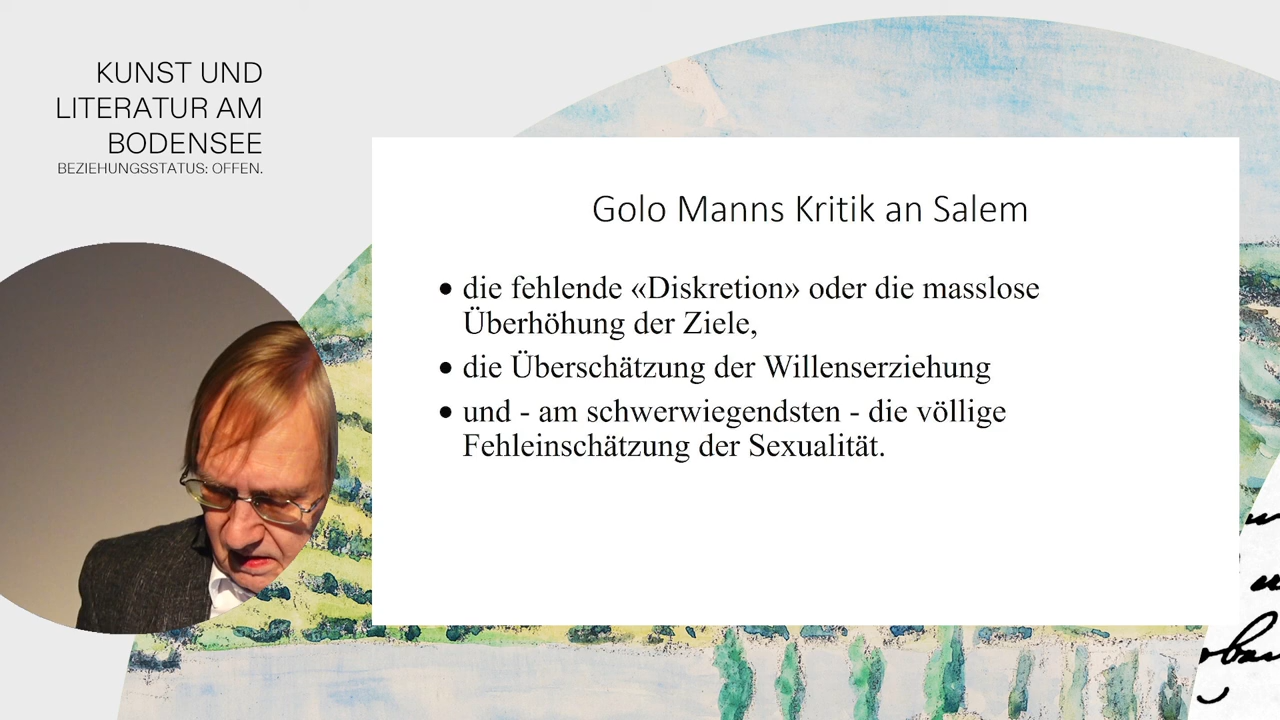 KUNST UND
LITERATUR AM
BODENSEE
BEZIEHUNGSSTATUS: OFFEN.
Golo Manns Kritik an Salem
• die fehlende «Diskretion» oder die masslose
Überhöhung der Ziele,
• die Überschätzung der Willenserziehung
• und - am schwerwiegendsten - die völlige
Fehleinschätzung der Sexualität.